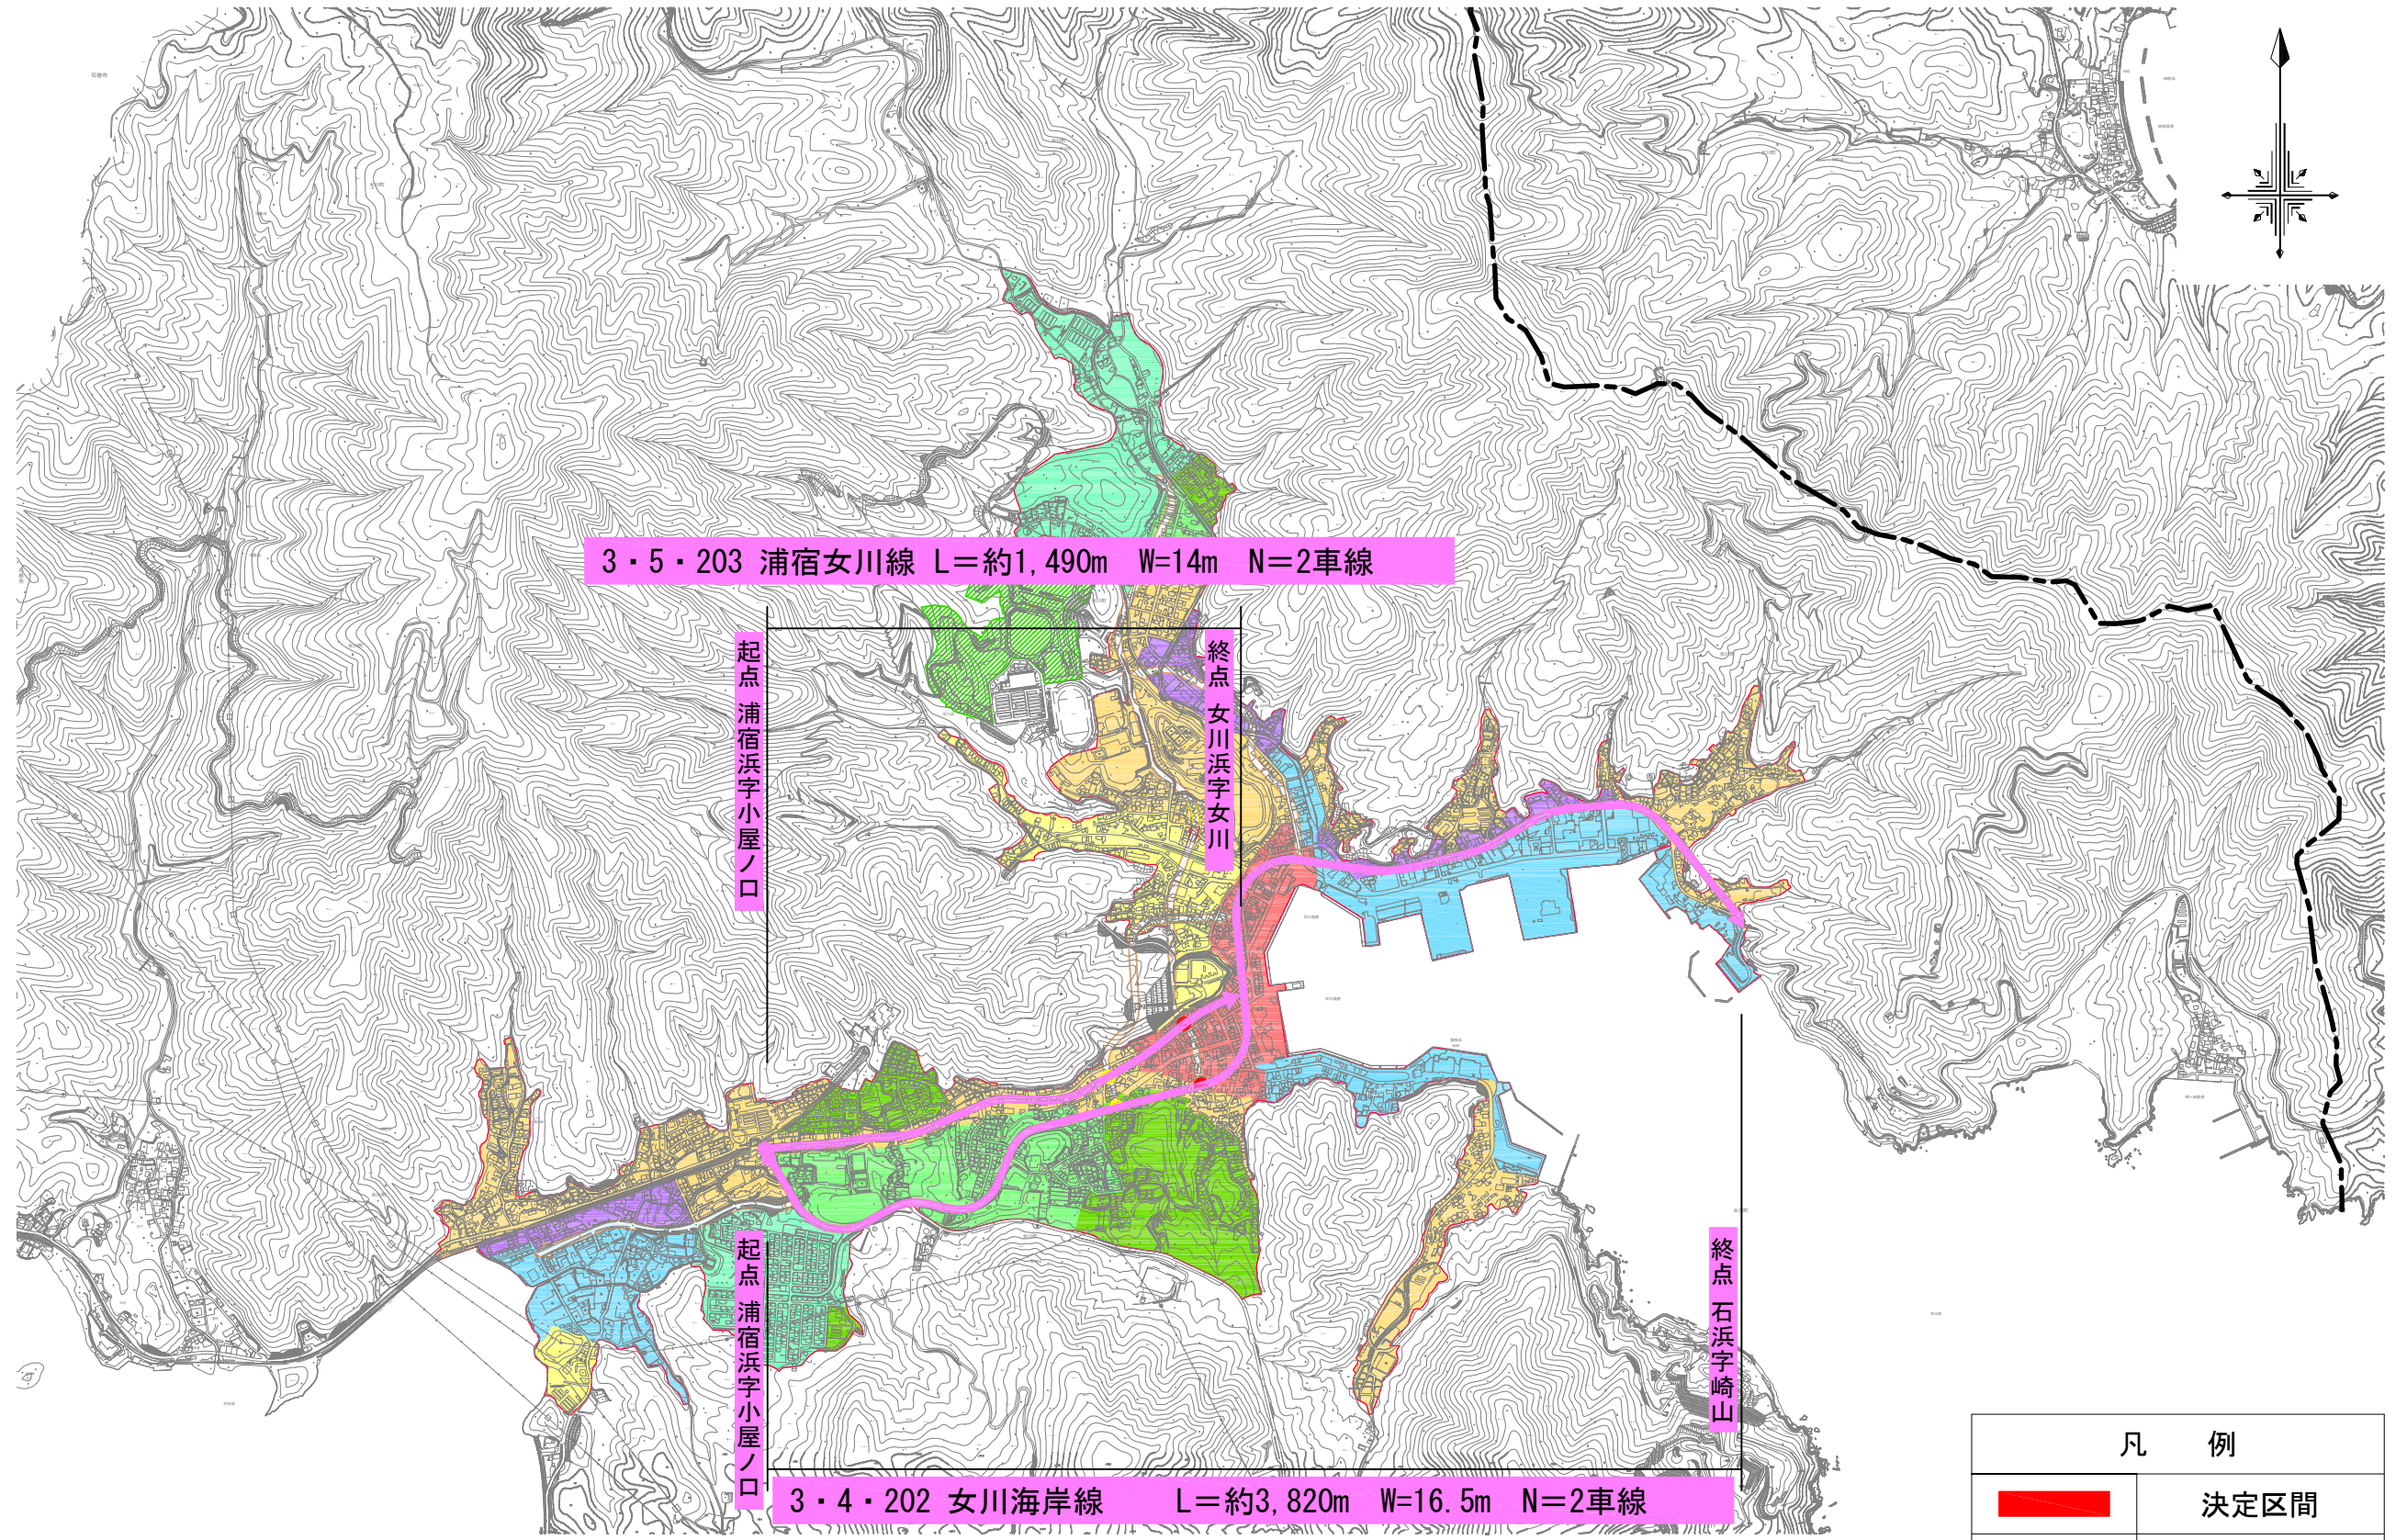 3・5・203 浦宿女川線 L=約1,490m W=14m N=2車線
起点 浦宿浜字小屋ノ口
終点 女川浜字女川
起点 浦宿浜字小屋ノ口
終点 石浜字崎山
3・4・202 女川海岸線 L=約3,820m W=16.5m N=2車線
凡 例
決定区間